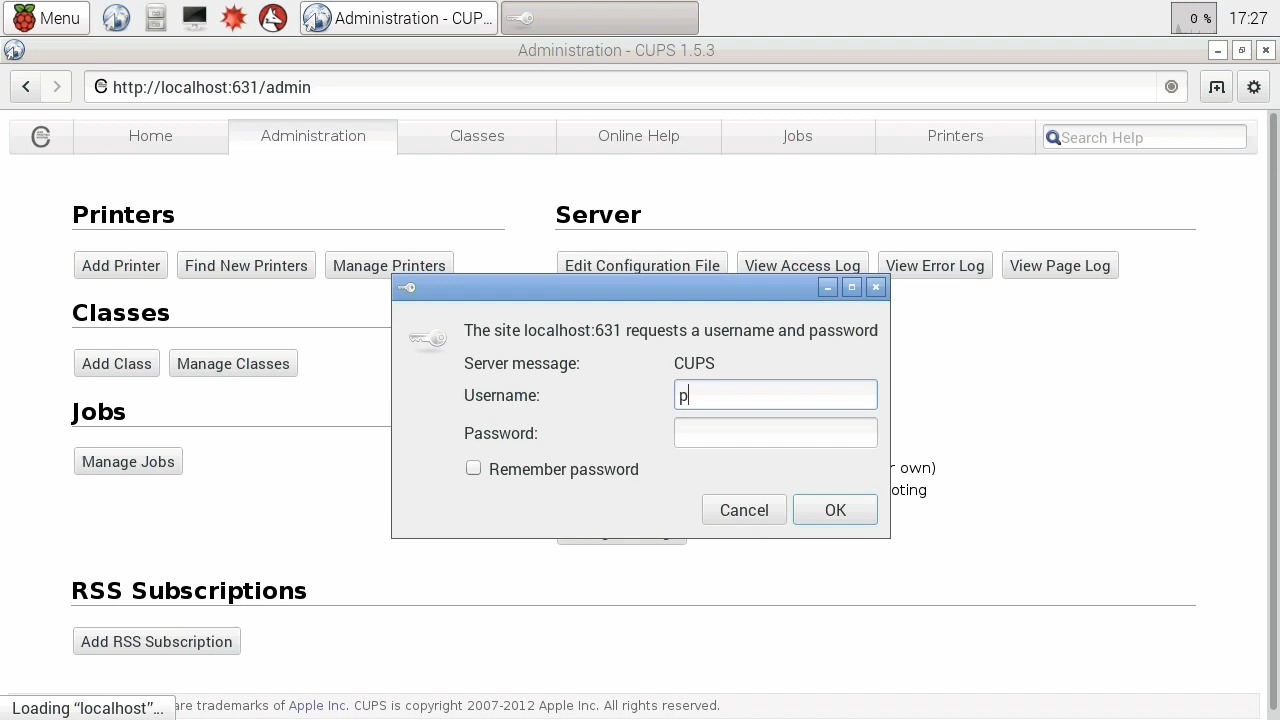 Menu
Administration - CUP...
0 %
17:27
Administration - CUPS 1.5.3
http://localhost:631/admin
Home
Administration
Classes
Online Help
Jobs
Printers
Search Help
Printers
Server
Add Printer
Find New Printers
Manage Printers
Edit Configuration File
View Access Log
View Error Log
View Page Log
Classes
Add Class
Manage Classes
Jobs
Manage Jobs
The site localhost:631 requests a username and password
Server message:
CUPS
Username:
p
Password:
Remember password
Cancel
OK
own)
RSS Subscriptions
Add RSS Subscription
Loading “localhost”...
are trademarks of Apple Inc. CUPS is copyright 2007-2012 Apple Inc. All rights reserved.